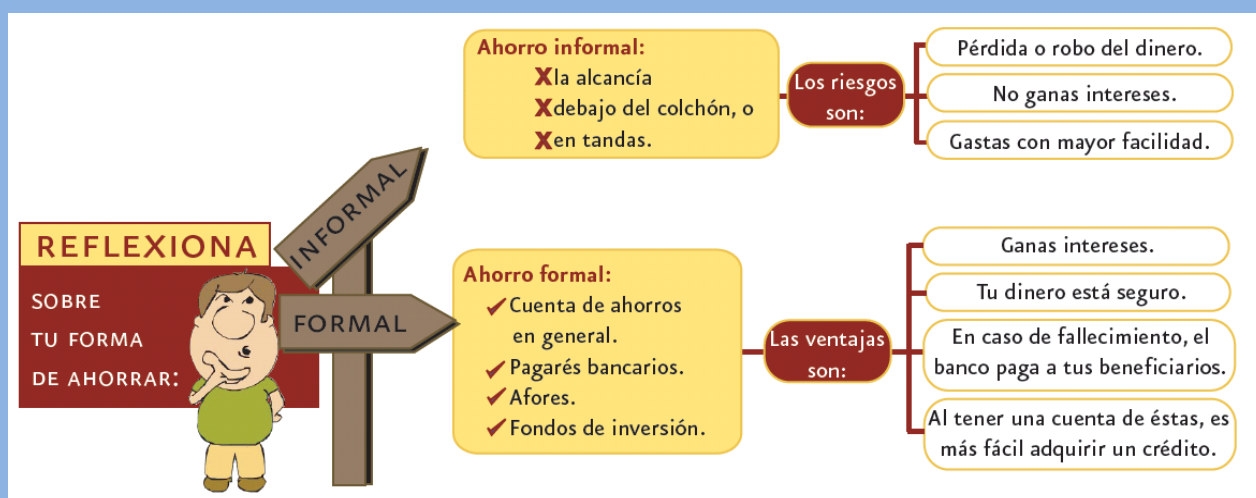 REFLEXIONA
SOBRE
TU FORMA
DE AHORRAR:
INFORMAL
FORMAL
Ahorro informal:
X la alcancía
X debajo del colchón, o
X en tandas.
Los riesgos
son:
Pérdida o robo del dinero.
No ganas intereses.
Gastas con mayor facilidad.
Ahorro formal:
✓ Cuenta de ahorros
en general.
✓ Pagarés bancarios.
✓ Afores.
✓ Fondos de inversión.
Las ventajas
son:
Ganas intereses.
Tu dinero está seguro.
En caso de fallecimiento, el
banco paga a tus beneficiarios.
Al tener una cuenta de éstas, es
más fácil adquirir un crédito.